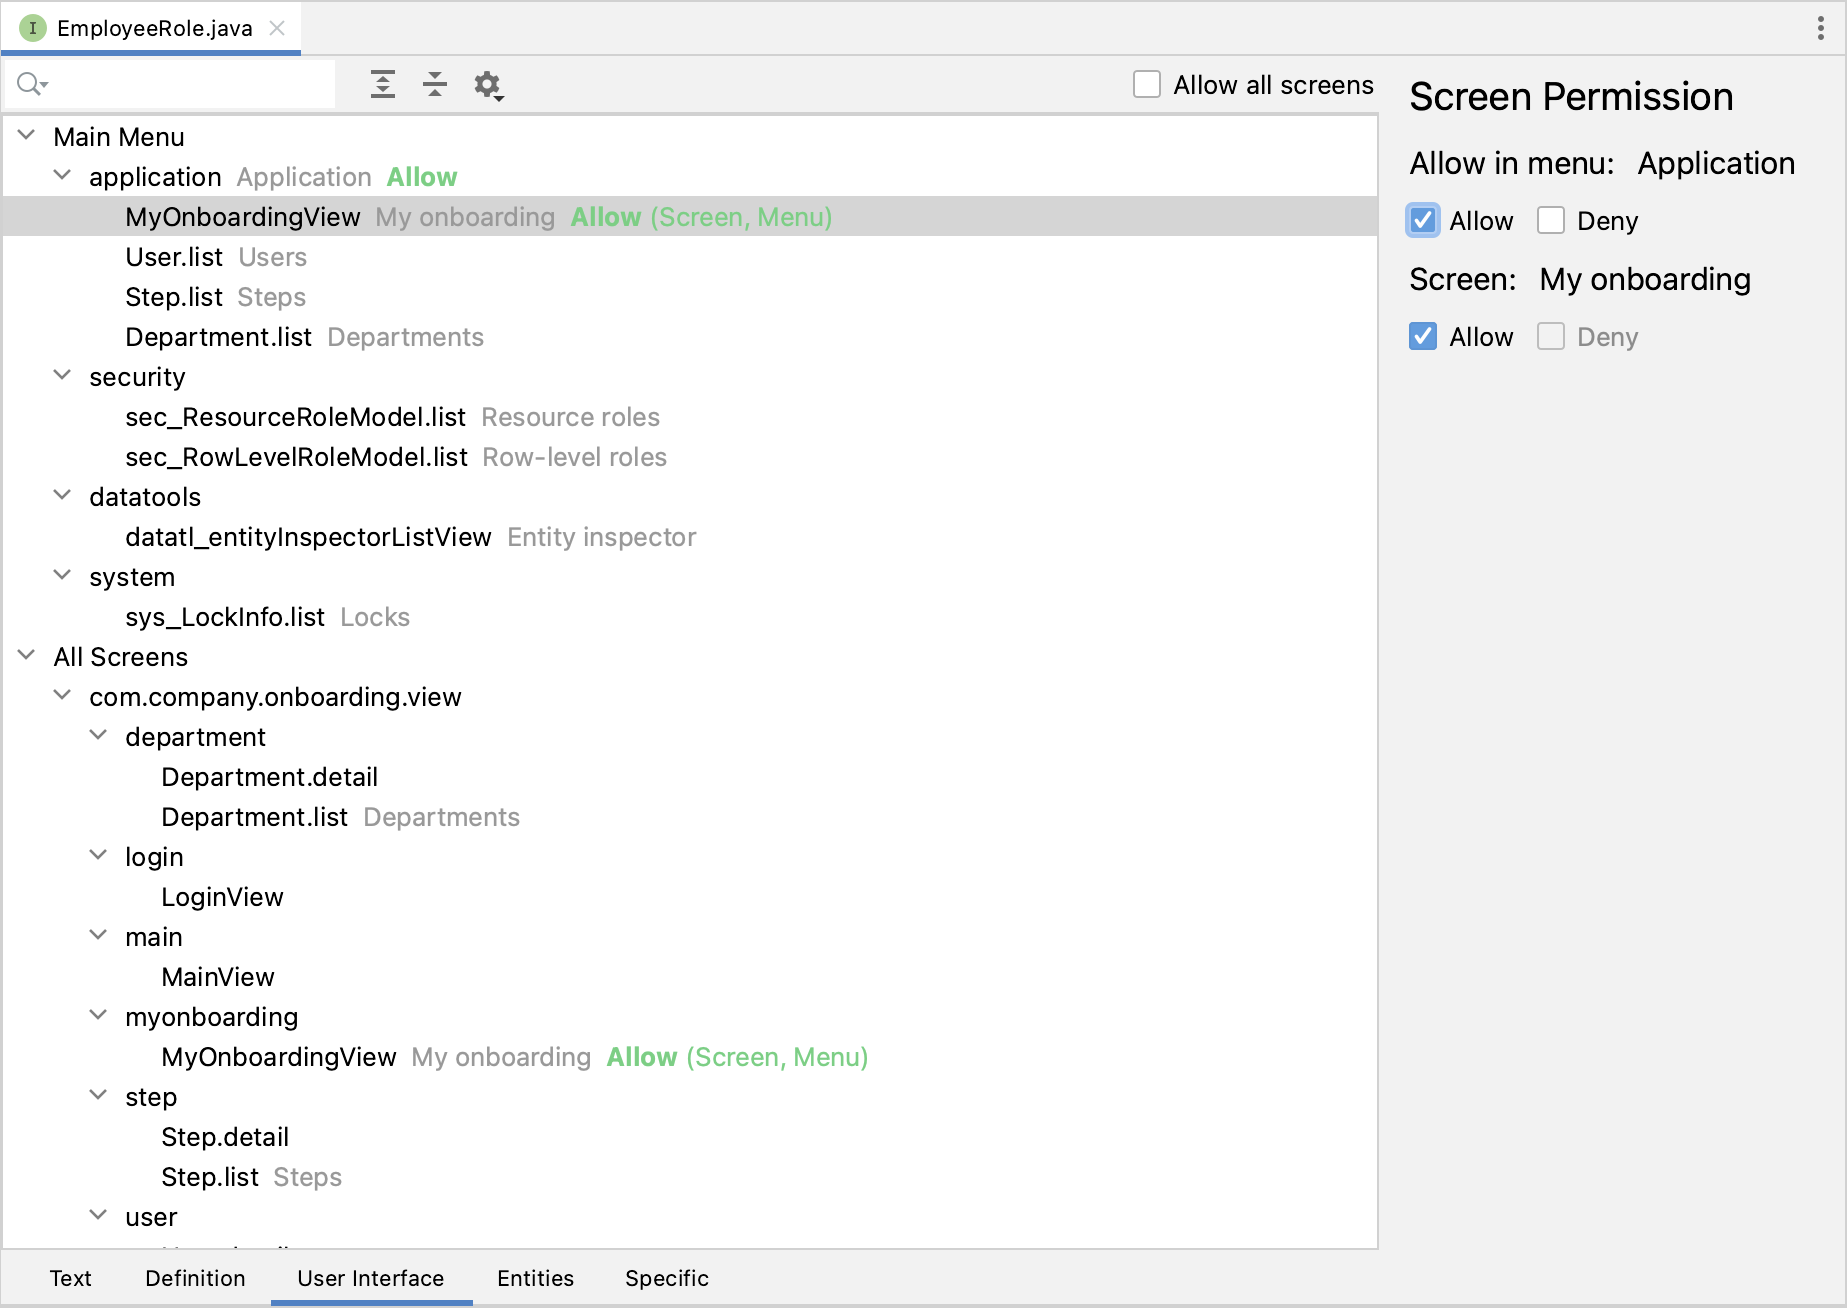 EmployeeRole.java
Allow all screens
Main Menu
application Application Allow
MyOnboardingView My onboarding Allow (Screen, Menu)
User.list Users
Step.list Steps
Department.list Departments
security
sec_ResourceRoleModel.list Resource roles
sec_RowLevelRoleModel.list Row-level roles
datatools
datatl_entityInspectorListView Entity inspector
system
sys_LockInfo.list Locks
All Screens
com.company.onboarding.view
department
Department.detail
Department.list Departments
login
LoginView
main
MainView
myonboarding
MyOnboardingView My onboarding Allow (Screen, Menu)
step
Step.detail
Step.list Steps
user
Screen Permission
Allow in menu: Application
Allow Deny
Screen: My onboarding
Allow Deny
Text Definition User Interface Entities Specific